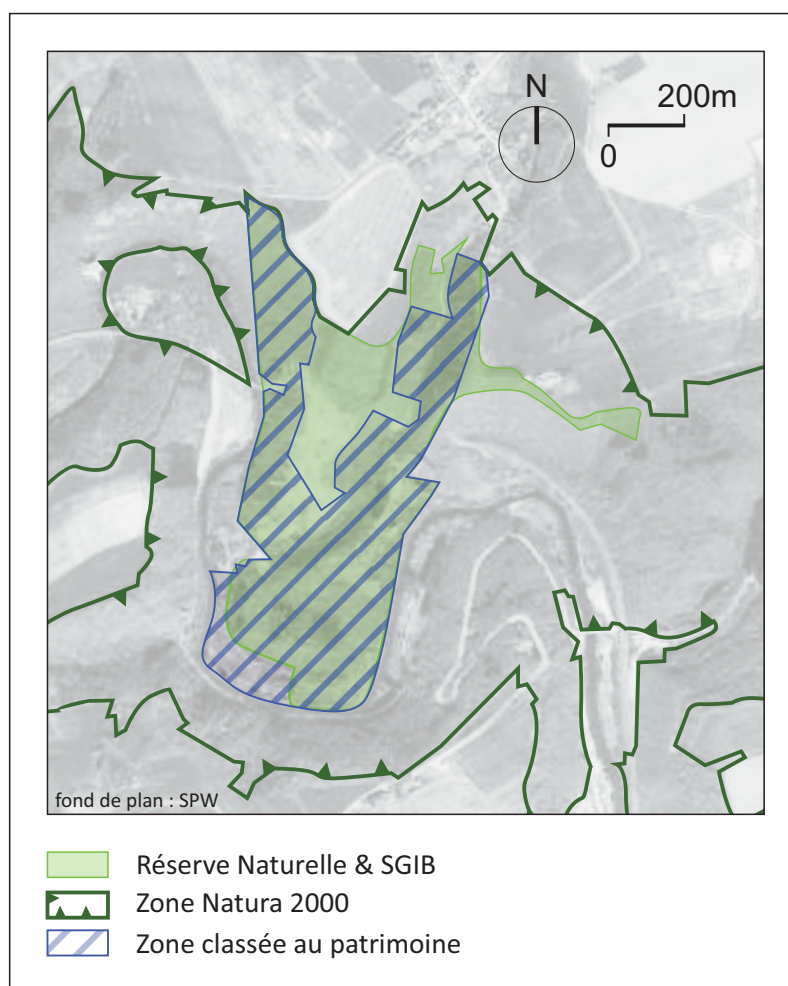 N
200m
0
fond de plan : SPW
Réserve Naturelle & SGIB
Zone Natura 2000
Zone classée au patrimoine